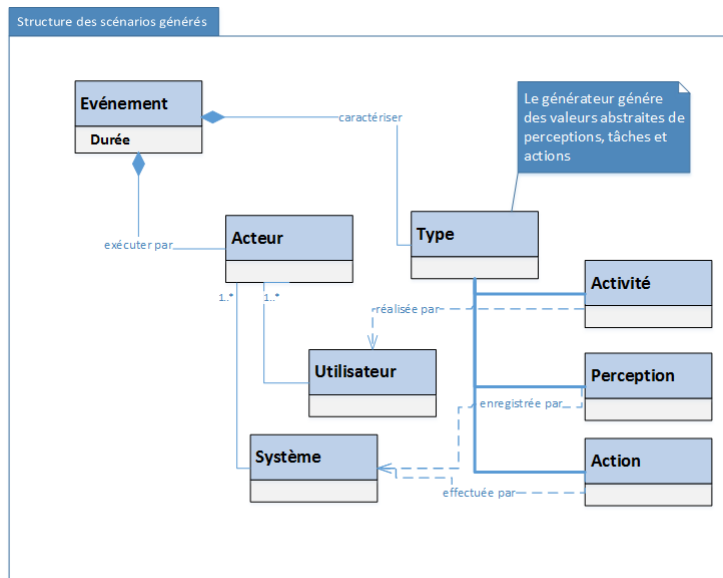 Structure des scénarios générés
Evénement
Durée
caractériser
Le générateur génére
des valeurs abstraites de
perceptions, tâches et
actions
exécuter par
Acteur
Type
1..*
1..*
Activité
réalisée par
Utilisateur
Perception
enregistrée par
Système
Action
effectuée par